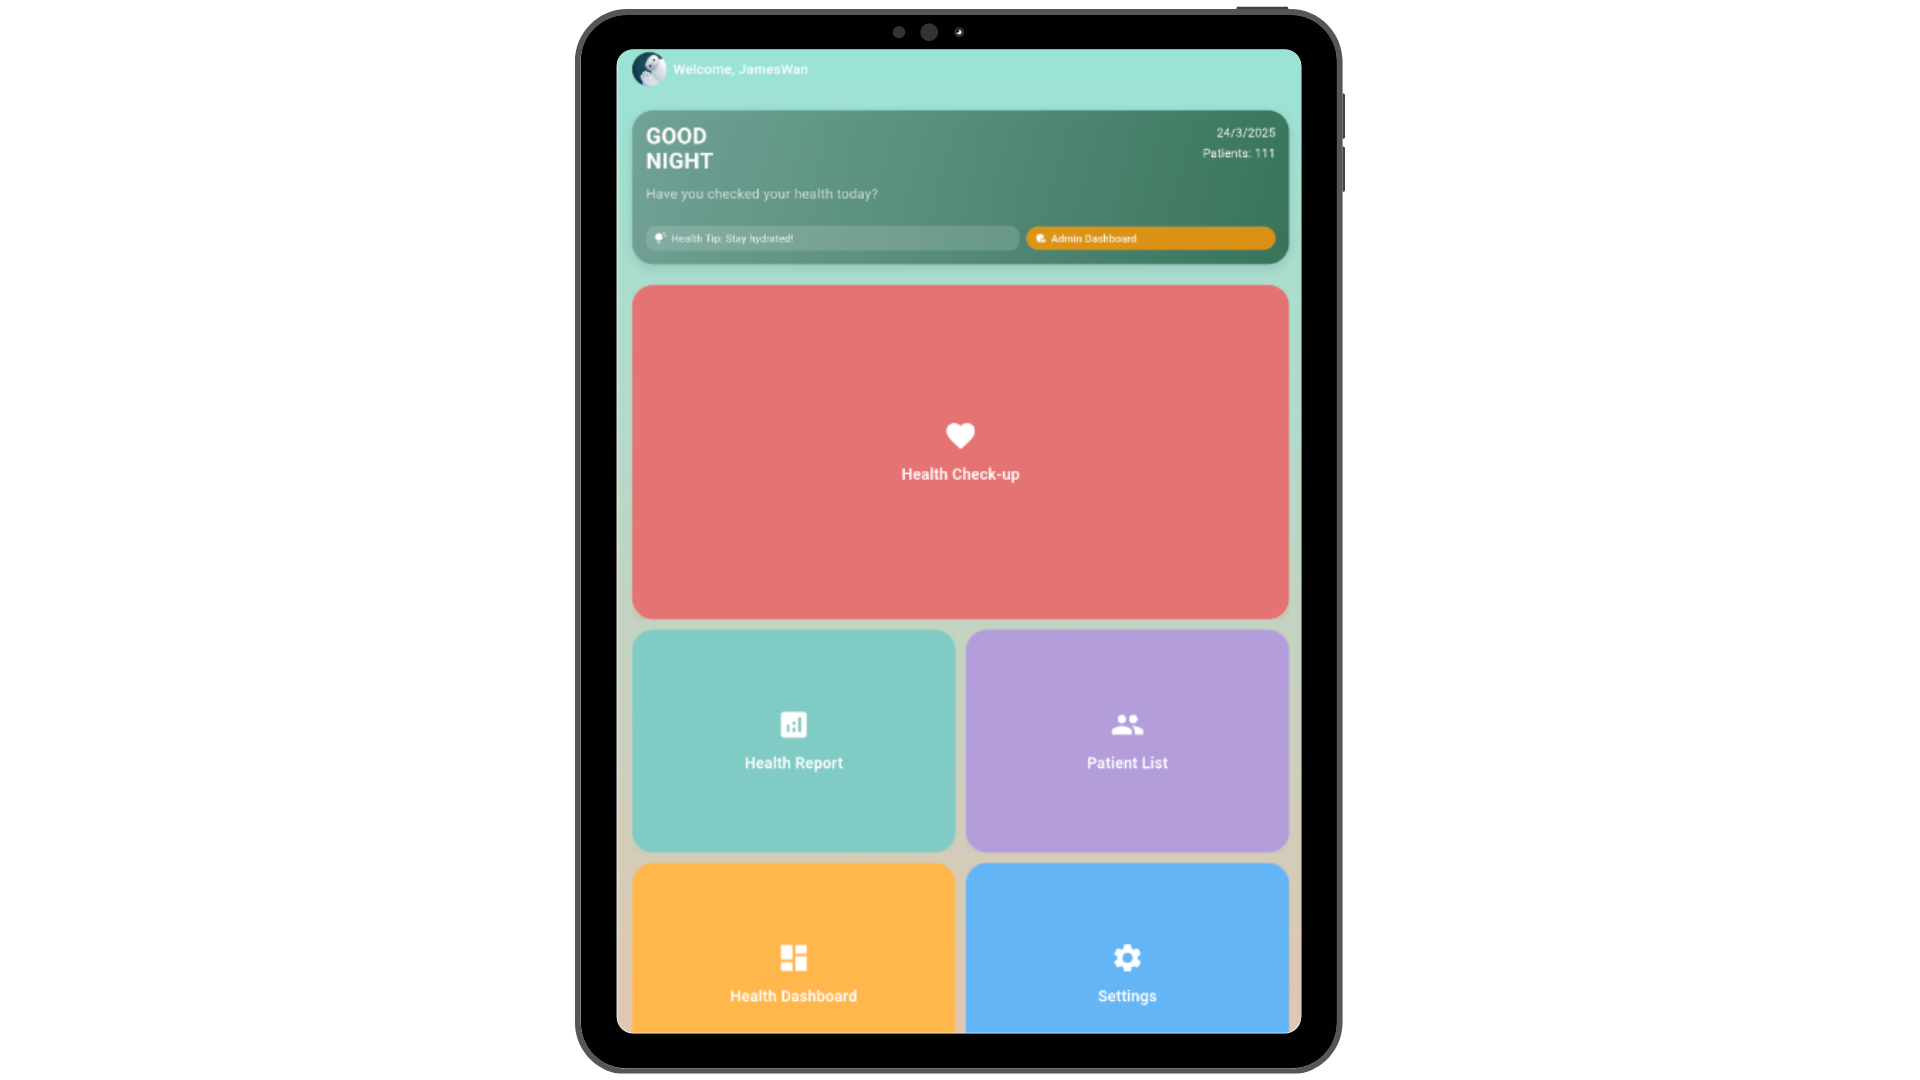 Welcome, JamesWan
GOOD
NIGHT
24/3/2025
Patients: 111
Have you checked your health today?
Health Tip: Stay hydrated!
Admin Dashboard
Health Check-up
Health Report
Patient List
Health Dashboard
Settings